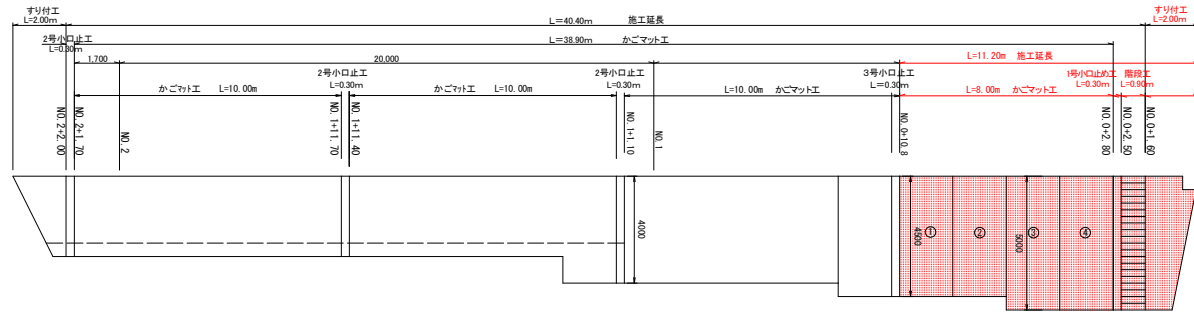 すり付工
L=2.00m
L=40.40m 施工延長
すり付工
L=2.00m
2号小口止工
L=0.30m
L=38.90m かごマット工
1,700
20,000
L=11.20m 施工延長
2号小口止工
L=0.30m
2号小口止工
L=0.30m
3号小口止工
L=0.30m
1号小口止め工
L=0.30m
階段工
L=0.90m
かごマット工 L=10.00m
かごマット工 L=10.00m
L=10.00m かごマット工
L=8.00m かごマット工
NO.2+2.00
NO.2+1.70
NO.2
NO.1+11.70
NO.1+11.40
NO.1+1.10
NO.1
NO.0+10.8
NO.0+2.80
NO.0+2.50
NO.0+1.60
4000
4500
5000
①
②
③
④